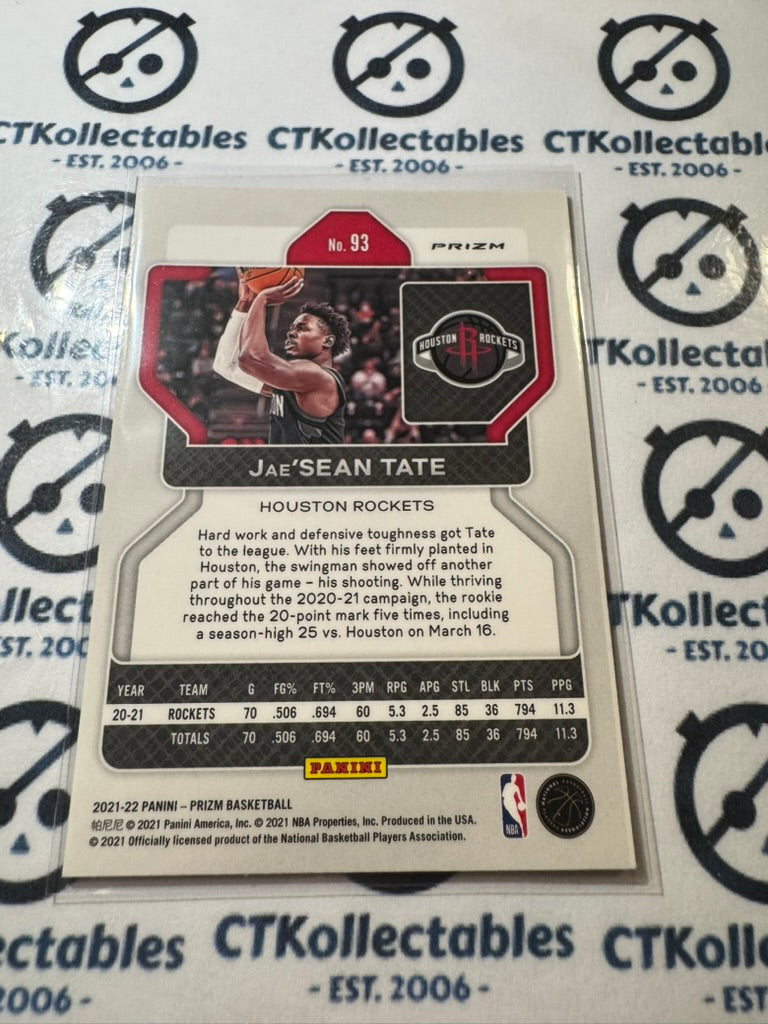 CTKollectables CTKollectables CTKollectables
- EST. 2006 - - EST. 2006 - - EST. 2006 -
No. 93
PRIZM
HOUSTON ROCKETS
JAE'SEAN TATE
HOUSTON ROCKETS
Hard work and defensive toughness got Tate
to the league. With his feet firmly planted in
Houston, the swingman showed off another
part of his game – his shooting. While thriving
throughout the 2020-21 campaign, the rookie
reached the 20-point mark five times, including
a season-high 25 vs. Houston on March 16.
YEAR TEAM G FG% FT% 3PM RPG APG STL BLK PTS PPG
20-21 ROCKETS 70 .506 .694 60 5.3 2.5 85 36 794 11.3
TOTALS 70 .506 .694 60 5.3 2.5 85 36 794 11.3
PANINI
2021-22 PANINI – PRIZM BASKETBALL
帕尼尼 © 2021 Panini America, Inc. © 2021 NBA Properties, Inc. Produced in the USA.
© 2021 Officially licensed product of the National Basketball Players Association.
NBA
TKollectables
- EST. 2006 -
TKollect
- EST. 20
ectables CTKollectables CTKoll
2006 - - EST. 2006 - - EST. 2006 -